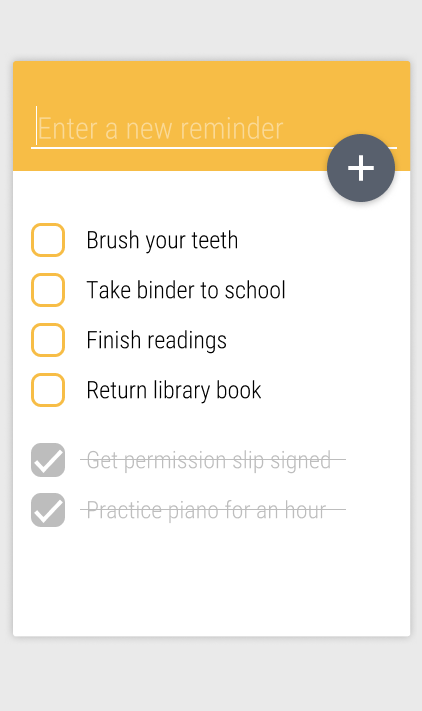 Enter a new reminder
Brush your teeth
Take binder to school
Finish readings
Return library book
Get permission slip signed
Practice piano for an hour